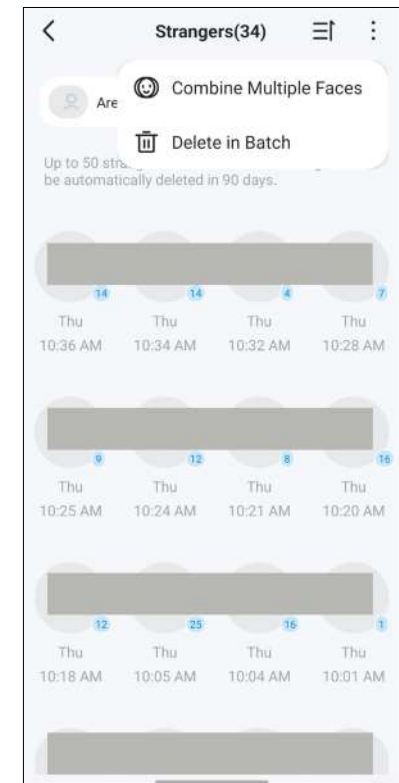 Strangers(34)
Combine Multiple Faces
Are
Delete in Batch
Up to 50
be automatically deleted in 90 days.
14 14 4 7
Thu Thu Thu Thu
10:36 AM 10:34 AM 10:32 AM 10:28 AM
9 12 8 16
Thu Thu Thu Thu
10:25 AM 10:24 AM 10:21 AM 10:20 AM
12 25 16 1
Thu Thu Thu Thu
10:18 AM 10:05 AM 10:04 AM 10:01 AM